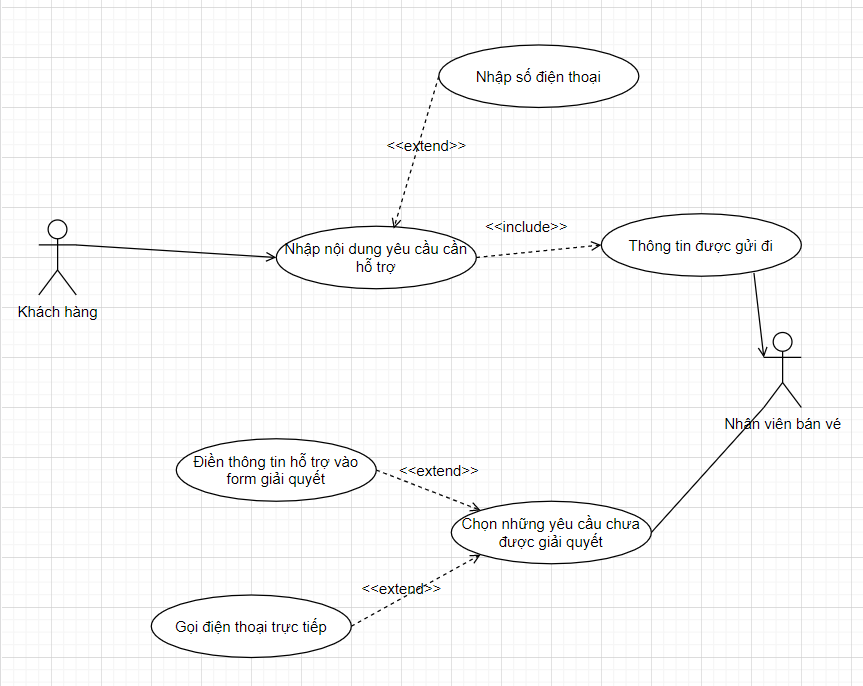 Nhập số điện thoại
<<extend>>
<<include>>
Nhập nội dung yêu cầu cần
hỗ trợ
Thông tin được gửi đi
Khách hàng
Nhân viên bán vé
Điền thông tin hỗ trợ vào
form giải quyết
<<extend>>
Chọn những yêu cầu chưa
được giải quyết
<<extend>>
Gọi điện thoại trực tiếp